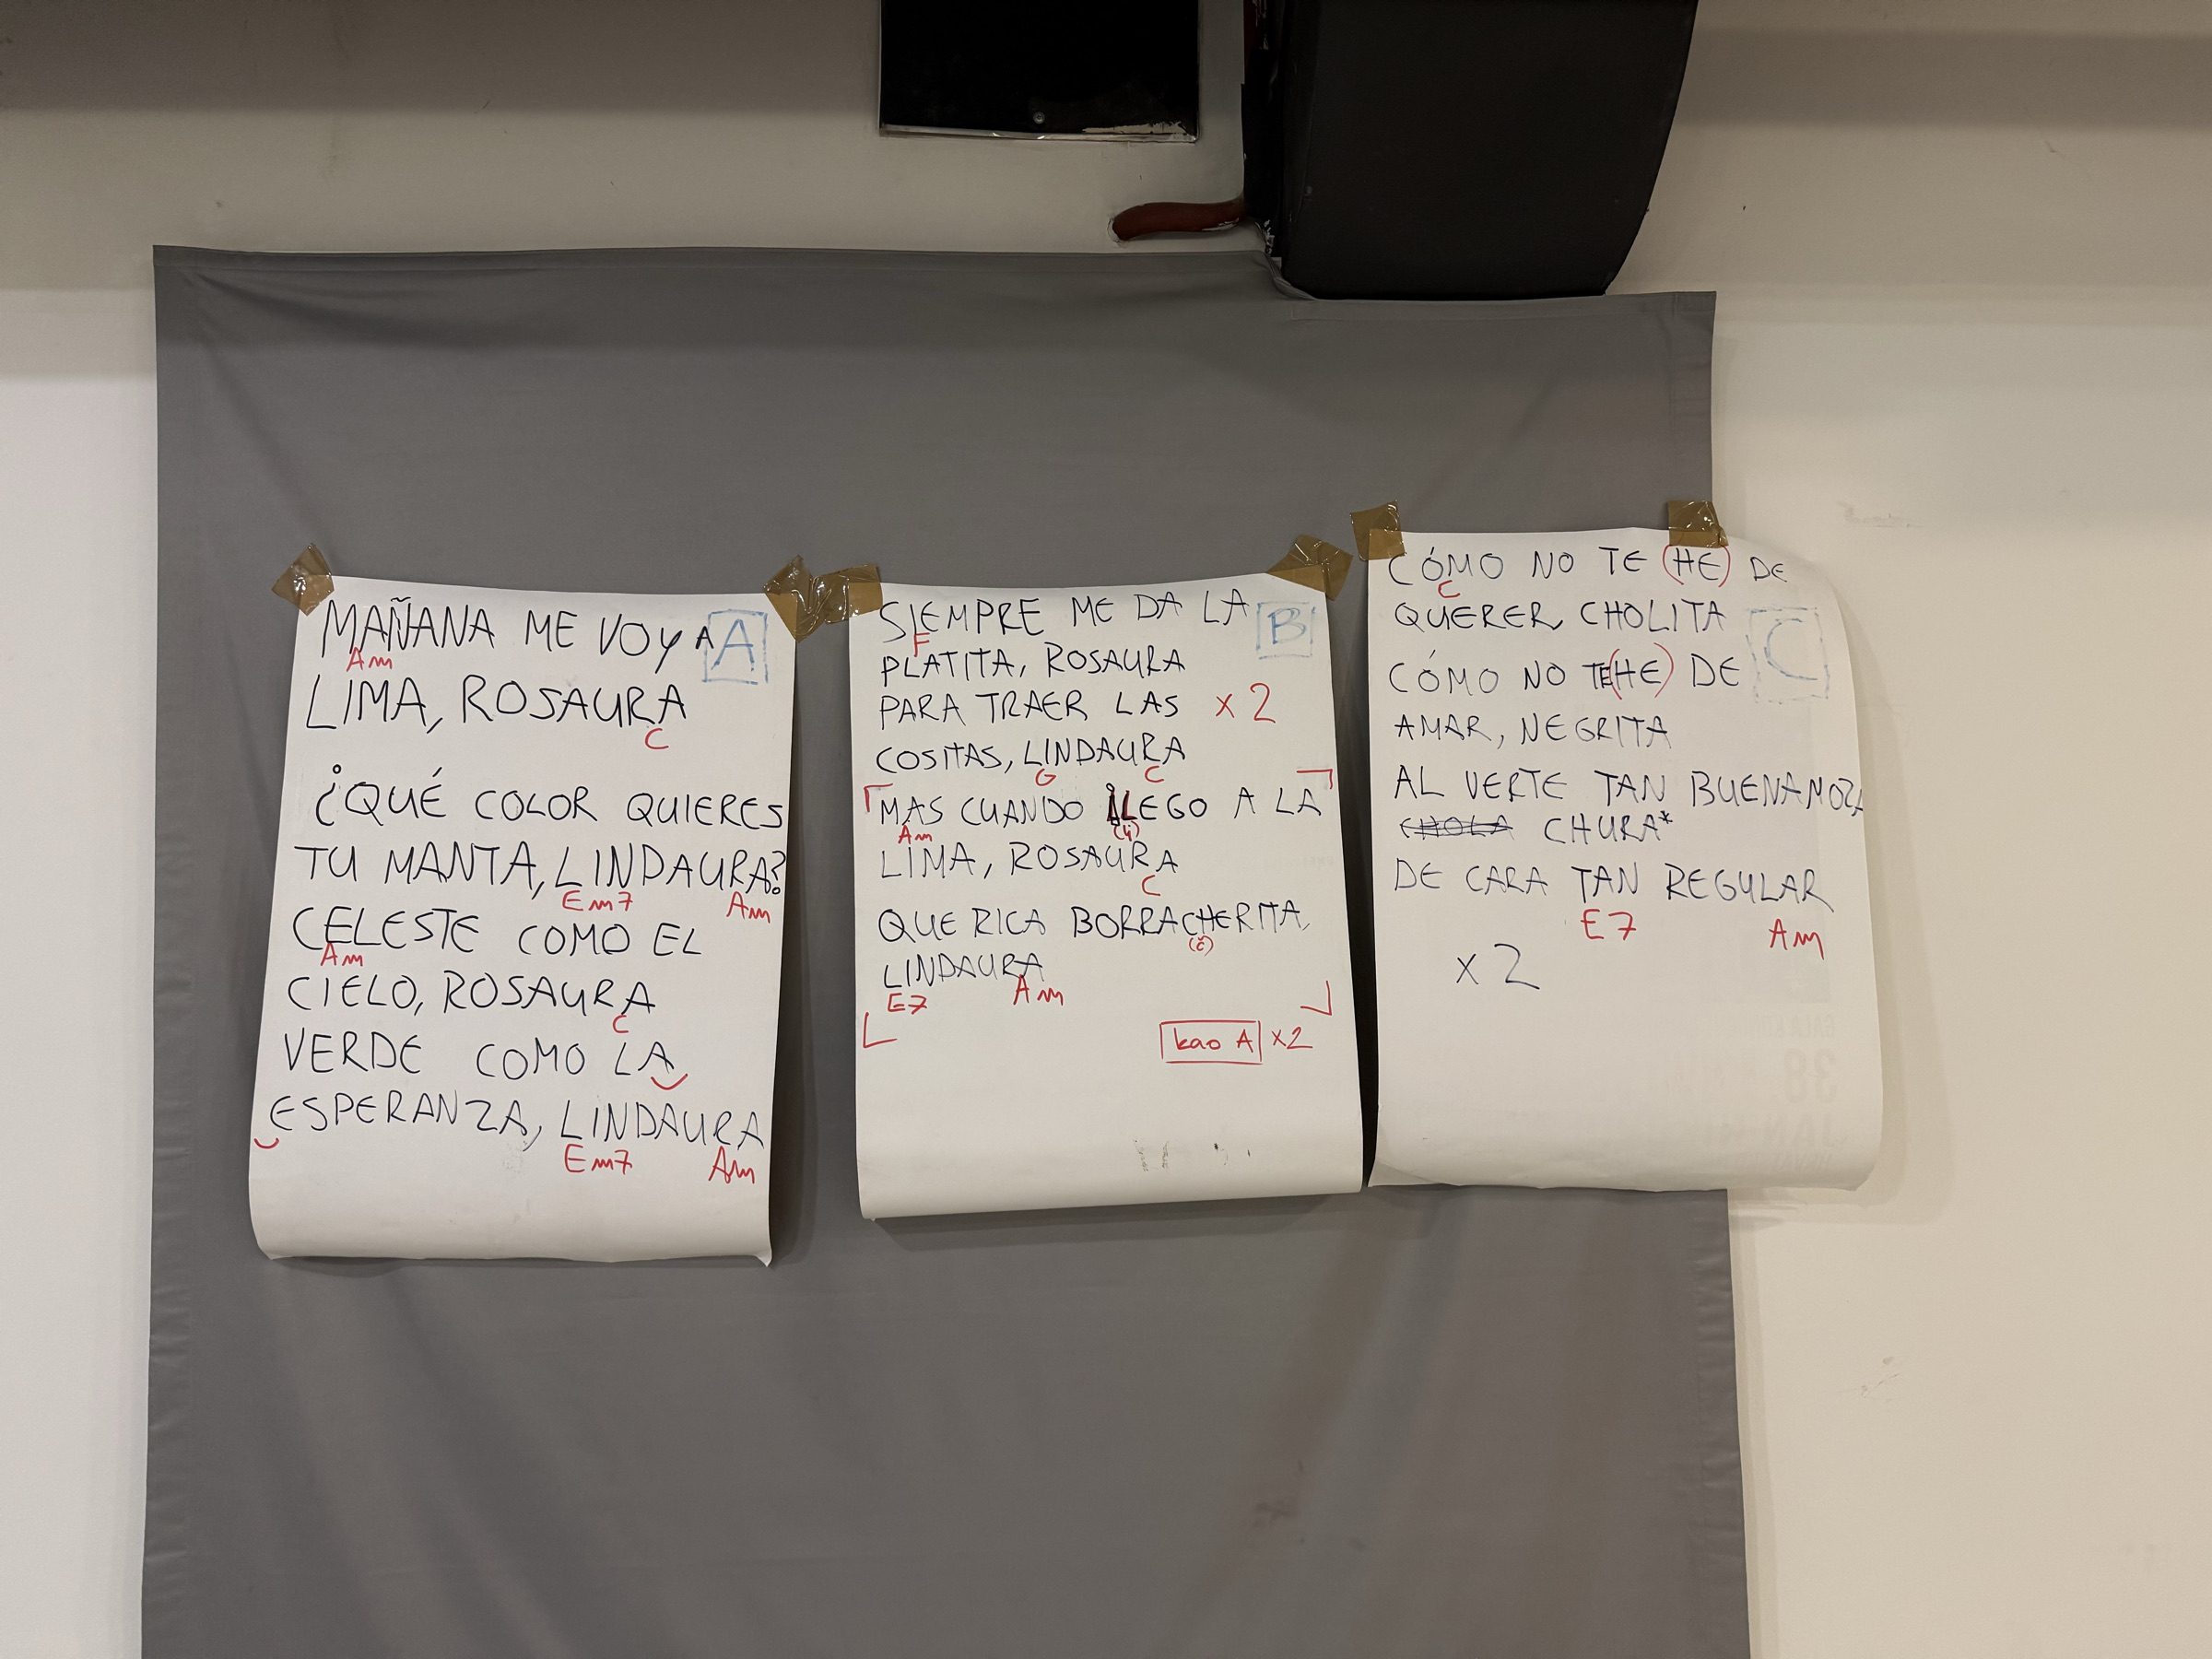 MAÑANA ME VOY A A
Am
LIMA, ROSAURA
C
¿QUÉ COLOR QUIERES
TU MANTA, LINDAURA?
Em7 Am
CELESTE COMO EL
Am
CIELO, ROSAURA
C
VERDE COMO LA
ESPERANZA, LINDAURA
Em7 Am
SIEMPRE ME DA LA B
F
PLATITA, ROSAURA
PARA TRAER LAS x2
COSITAS, LINDAURA
G C
MAS CUANDO LLEGO A LA
Am
LIMA, ROSAURA
C
QUE RICA BORRACHERITA,
(č)
LINDAURA
E7 Am
kao A x2
CÓMO NO TE (HE) DE
C
QUERER, CHOLITA C
CÓMO NO TE (HE) DE
AMAR, NEGRITA
AL VERTE TAN BUENAMOZA
CHOLA CHURA*
DE CARA TAN REGULAR
E7 Am
x2